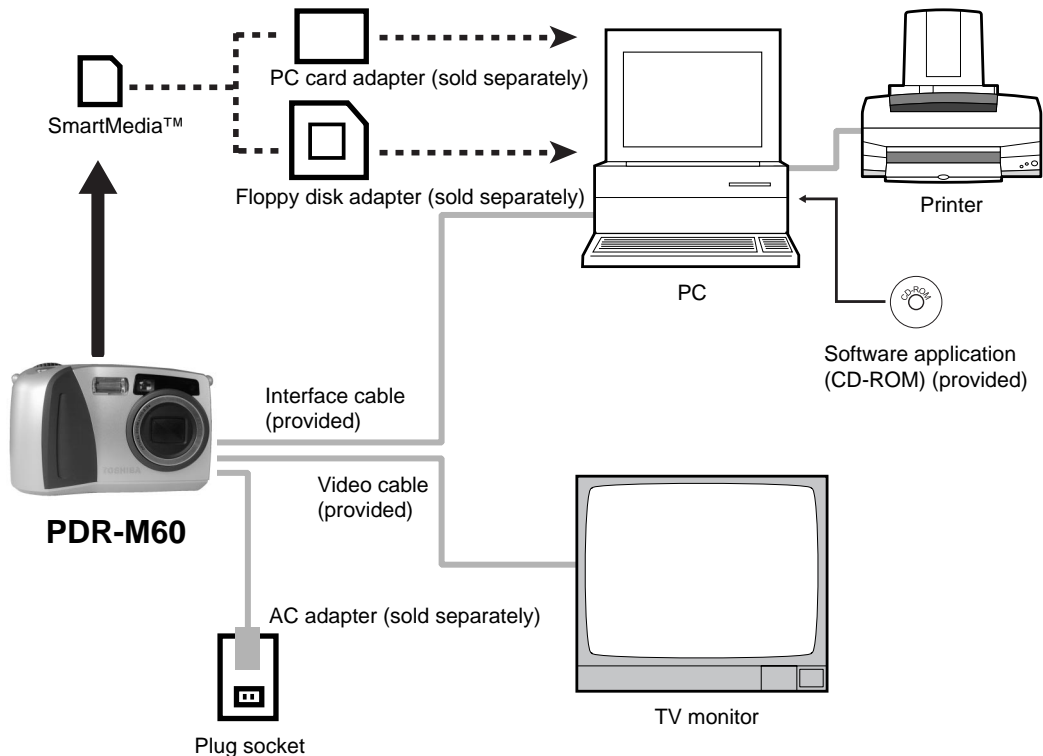 PC card adapter (sold separately)
SmartMedia™
Floppy disk adapter (sold separately)
Printer
PC
CD-ROM
Software application
(CD-ROM) (provided)
Interface cable
(provided)
TOSHIBA
Video cable
(provided)
PDR-M60
AC adapter (sold separately)
TV monitor
Plug socket